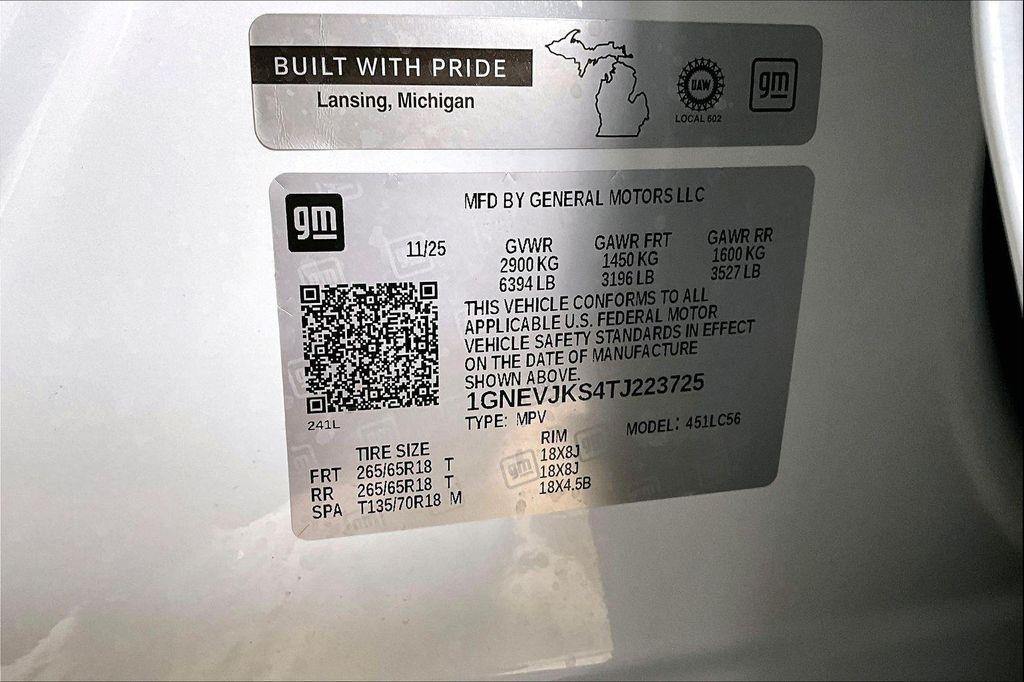 BUILT WITH PRIDE
Lansing, Michigan
UAW
LOCAL 602
gm
gm
MFD BY GENERAL MOTORS LLC
11/25
GVWR GAWR FRT GAWR RR
2900 KG 1450 KG 1600 KG
6394 LB 3196 LB 3527 LB
THIS VEHICLE CONFORMS TO ALL
APPLICABLE U.S. FEDERAL MOTOR
VEHICLE SAFETY STANDARDS IN EFFECT
ON THE DATE OF MANUFACTURE
SHOWN ABOVE.
1GNEVJKS4TJ223725
TYPE: MPV MODEL: 451LC56
241L
TIRE SIZE RIM
FRT 265/65R18 T 18X8J
RR 265/65R18 T 18X8J
SPA T135/70R18 M 18X4.5B
gm